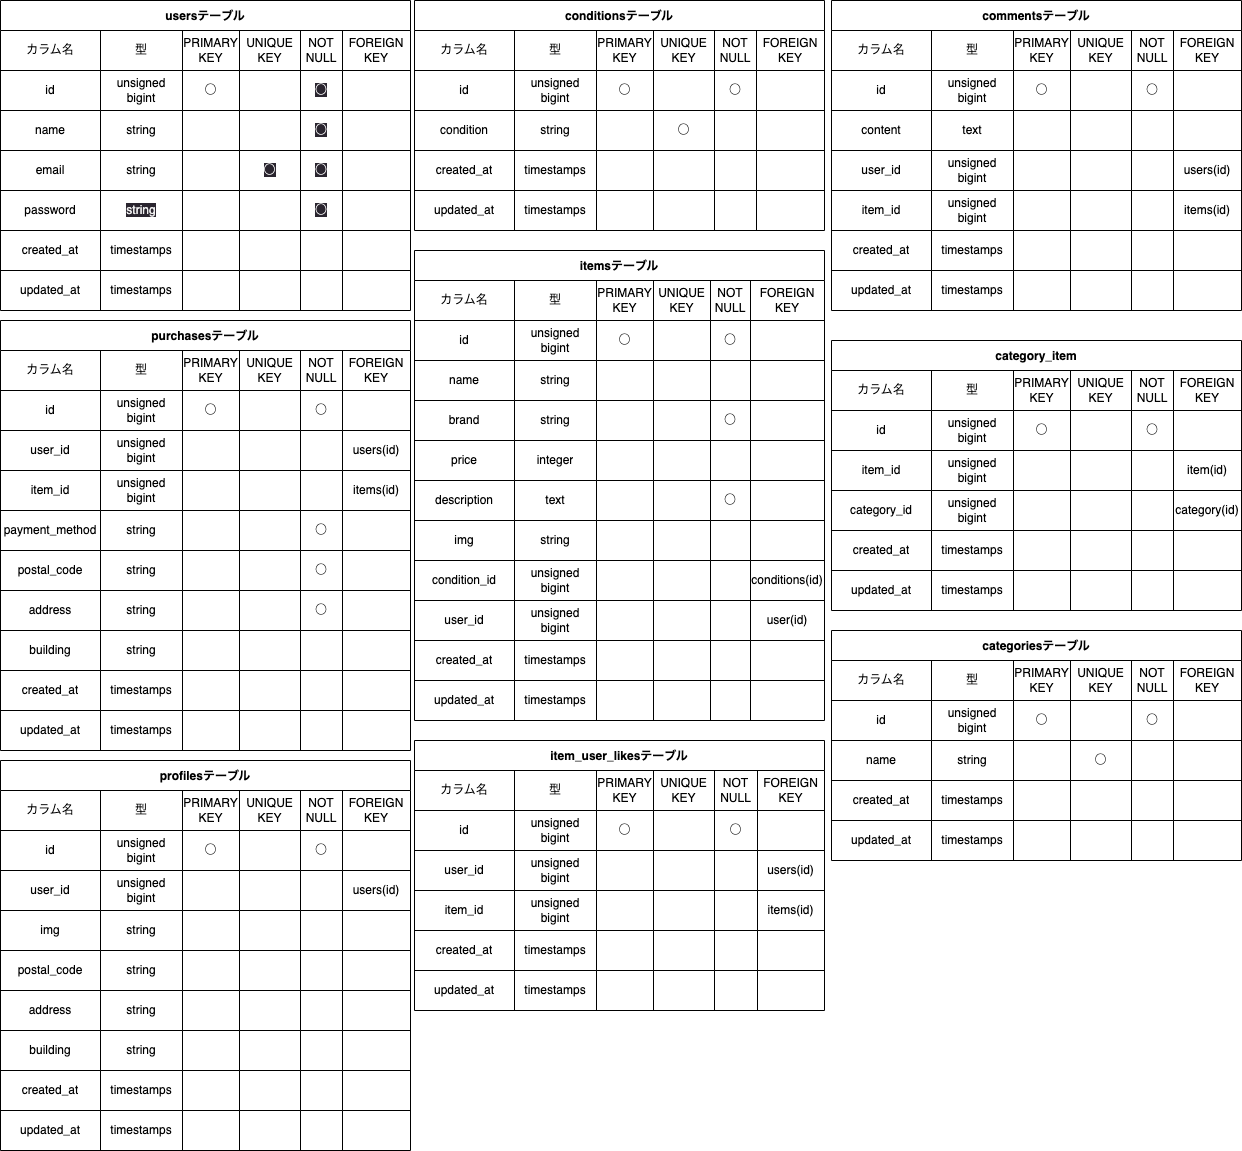 usersテーブル
カラム名 型 PRIMARY KEY UNIQUE KEY NOT NULL FOREIGN KEY
id unsigned bigint ○ ○
name string ○
email string ○ ○
password string ○
created_at timestamps
updated_at timestamps
purchasesテーブル
カラム名 型 PRIMARY KEY UNIQUE KEY NOT NULL FOREIGN KEY
id unsigned bigint ○ ○
user_id unsigned bigint users(id)
item_id unsigned bigint items(id)
payment_method string ○
postal_code string ○
address string ○
building string
created_at timestamps
updated_at timestamps
profilesテーブル
カラム名 型 PRIMARY KEY UNIQUE KEY NOT NULL FOREIGN KEY
id unsigned bigint ○ ○
user_id unsigned bigint users(id)
img string
postal_code string
address string
building string
created_at timestamps
updated_at timestamps
conditionsテーブル
カラム名 型 PRIMARY KEY UNIQUE KEY NOT NULL FOREIGN KEY
id unsigned bigint ○ ○
condition string ○
created_at timestamps
updated_at timestamps
itemsテーブル
カラム名 型 PRIMARY KEY UNIQUE KEY NOT NULL FOREIGN KEY
id unsigned bigint ○ ○
name string
brand string ○
price integer
description text ○
img string
condition_id unsigned bigint conditions(id)
user_id unsigned bigint user(id)
created_at timestamps
updated_at timestamps
item_user_likesテーブル
カラム名 型 PRIMARY KEY UNIQUE KEY NOT NULL FOREIGN KEY
id unsigned bigint ○ ○
user_id unsigned bigint users(id)
item_id unsigned bigint items(id)
created_at timestamps
updated_at timestamps
commentsテーブル
カラム名 型 PRIMARY KEY UNIQUE KEY NOT NULL FOREIGN KEY
id unsigned bigint ○ ○
content text
user_id unsigned bigint users(id)
item_id unsigned bigint items(id)
created_at timestamps
updated_at timestamps
category_item
カラム名 型 PRIMARY KEY UNIQUE KEY NOT NULL FOREIGN KEY
id unsigned bigint ○ ○
item_id unsigned bigint item(id)
category_id unsigned bigint category(id)
created_at timestamps
updated_at timestamps
categoriesテーブル
カラム名 型 PRIMARY KEY UNIQUE KEY NOT NULL FOREIGN KEY
id unsigned bigint ○ ○
name string ○
created_at timestamps
updated_at timestamps